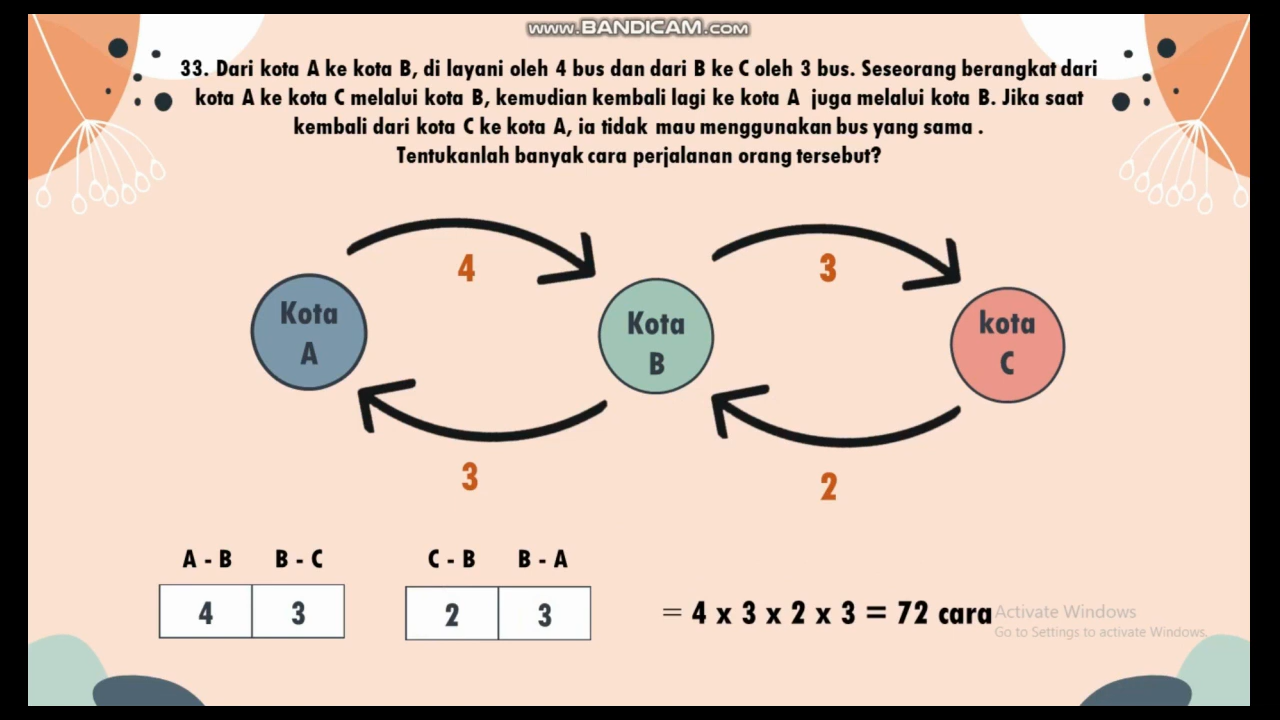 www.BANDICAM.com
33. Dari kota A ke kota B, di layani oleh 4 bus dan dari B ke C oleh 3 bus. Seseorang berangkat dari
kota A ke kota C melalui kota B, kemudian kembali lagi ke kota A juga melalui kota B. Jika saat
kembali dari kota C ke kota A, ia tidak mau menggunakan bus yang sama .
Tentukanlah banyak cara perjalanan orang tersebut?
4
3
Kota
A
Kota
B
kota
C
3
2
A - B B - C C - B B - A
4 3 2 3 = 4 x 3 x 2 x 3 = 72 cara
Activate Windows
Go to Settings to activate Windows.